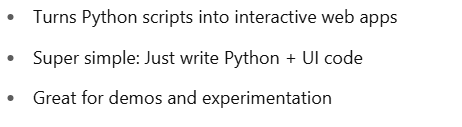 • Turns Python scripts into interactive web apps
• Super simple: Just write Python + UI code
• Great for demos and experimentation